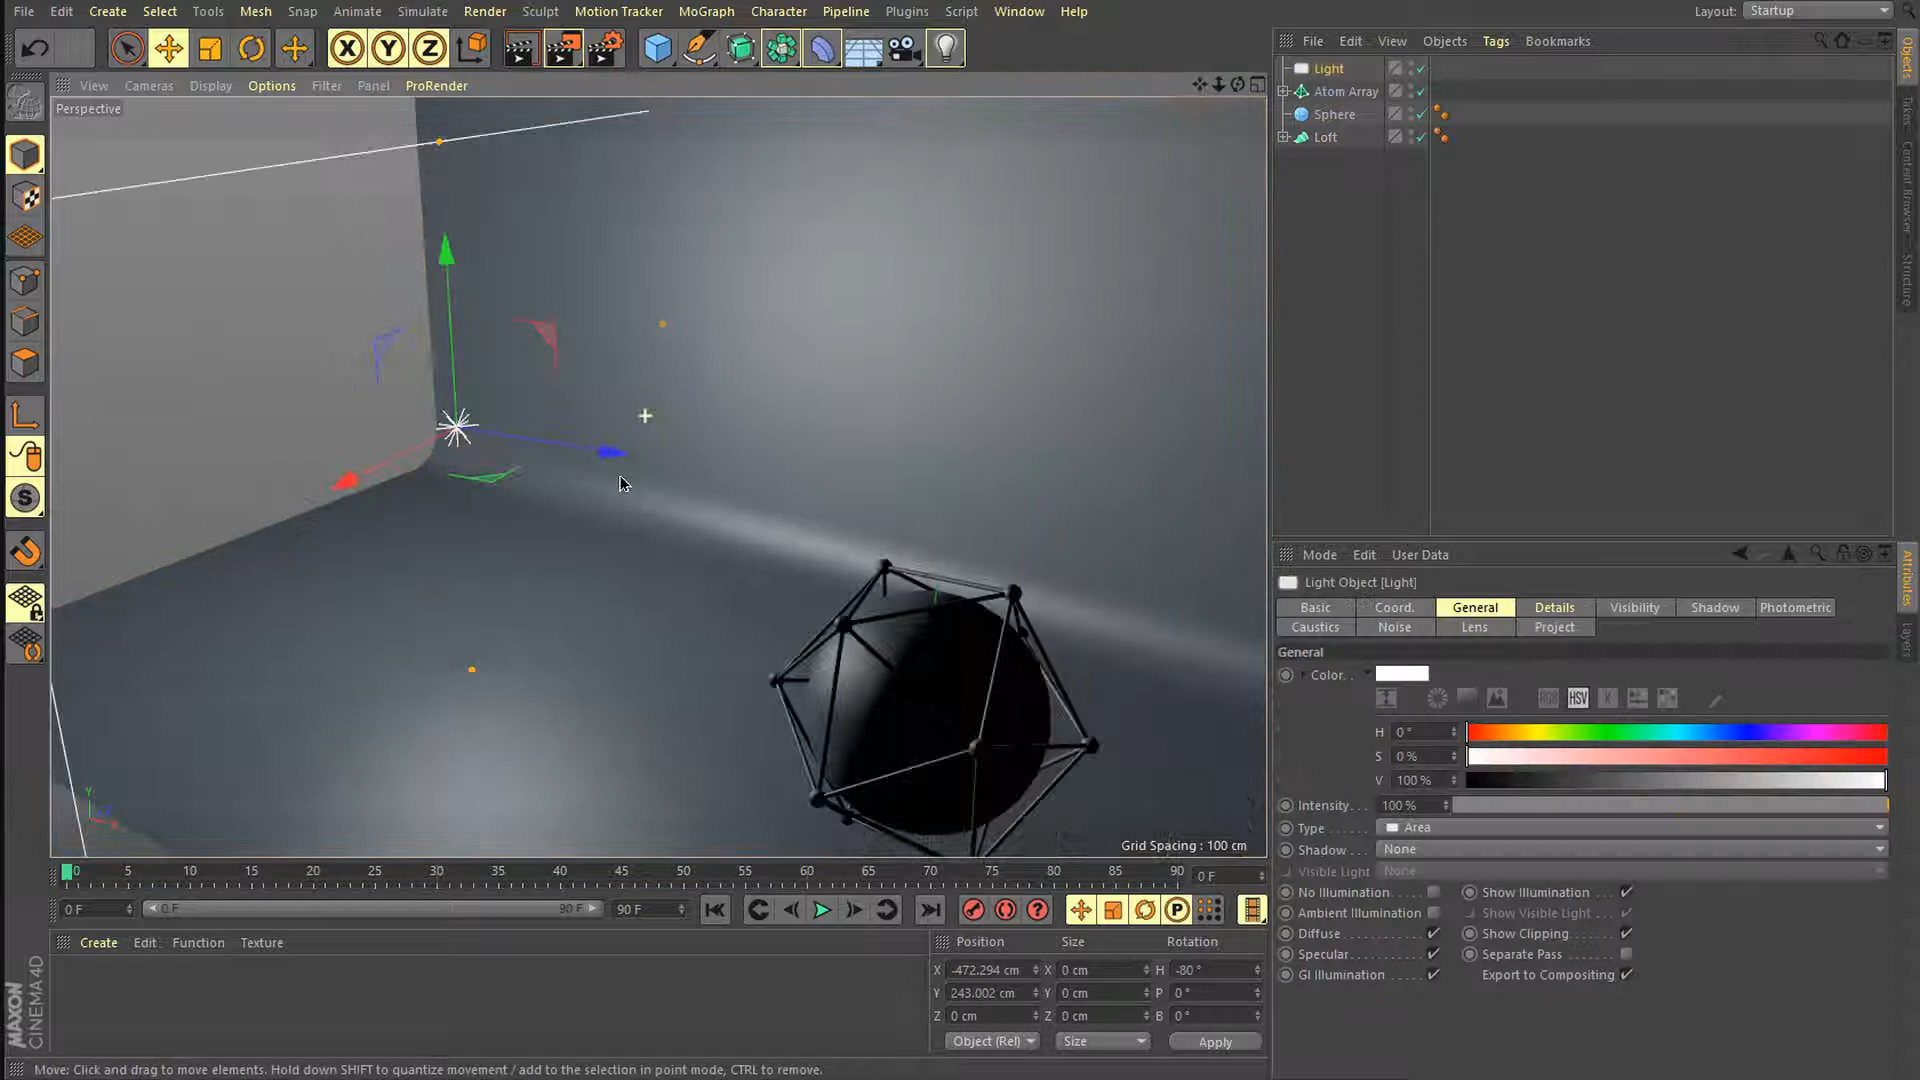 File Edit Create Select Tools Mesh Snap Animate Simulate Render Sculpt Motion Tracker MoGraph Character Pipeline Plugins Script Window Help
Layout: Startup
X Y Z
View Cameras Display Options Filter Panel ProRender
Perspective
Grid Spacing : 100 cm
Y
File Edit View Objects Tags Bookmarks
Light
Atom Array
Sphere
Loft
Objects
Takes
Content Browser
Structure
Mode Edit User Data
Light Object [Light]
Basic Coord. General Details Visibility Shadow Photometric
Caustics Noise Lens Project
General
Color. .
HSV
H 0 °
S 0 %
V 100 %
Intensity. . . 100 %
Type . . . . Area
Shadow . . . None
Visible Light . None
No Illumination. . . . . Show Illumination . . .
Ambient Illumination Show Visible Light . .
Diffuse . . . . . Show Clipping. . . . .
Specular. . . . . Separate Pass . . . . .
GI Illumination . . . . Export to Compositing
Attributes
Layers
0 5 10 15 20 25 30 35 40 45 50 55 60 65 70 75 80 85 90 0 F
0 F 0 F 90 F 90 F
P
Create Edit Function Texture
Position Size Rotation
X -472.294 cm X 0 cm H -80 °
Y 243.002 cm Y 0 cm P 0 °
Z 0 cm Z 0 cm B 0 °
Object (Rel) Size Apply
MAXON
CINEMA 4D
Move: Click and drag to move elements. Hold down SHIFT to quantize movement / add to the selection in point mode, CTRL to remove.